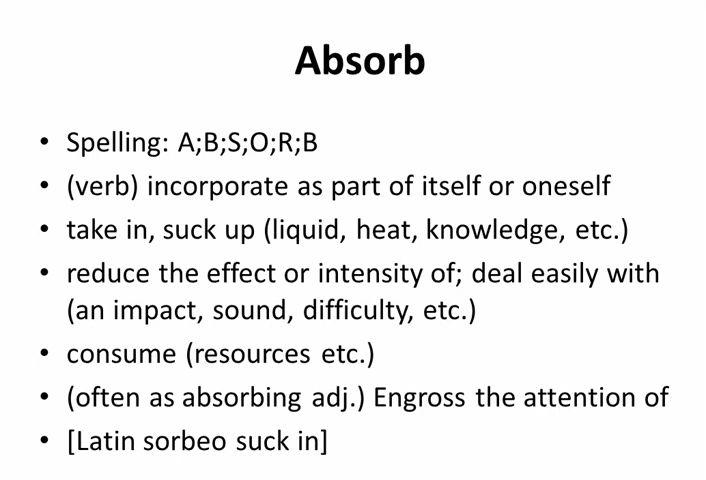 Absorb
• Spelling: A;B;S;O;R;B
• (verb) incorporate as part of itself or oneself
• take in, suck up (liquid, heat, knowledge, etc.)
• reduce the effect or intensity of; deal easily with
(an impact, sound, difficulty, etc.)
• consume (resources etc.)
• (often as absorbing adj.) Engross the attention of
• [Latin sorbeo suck in]